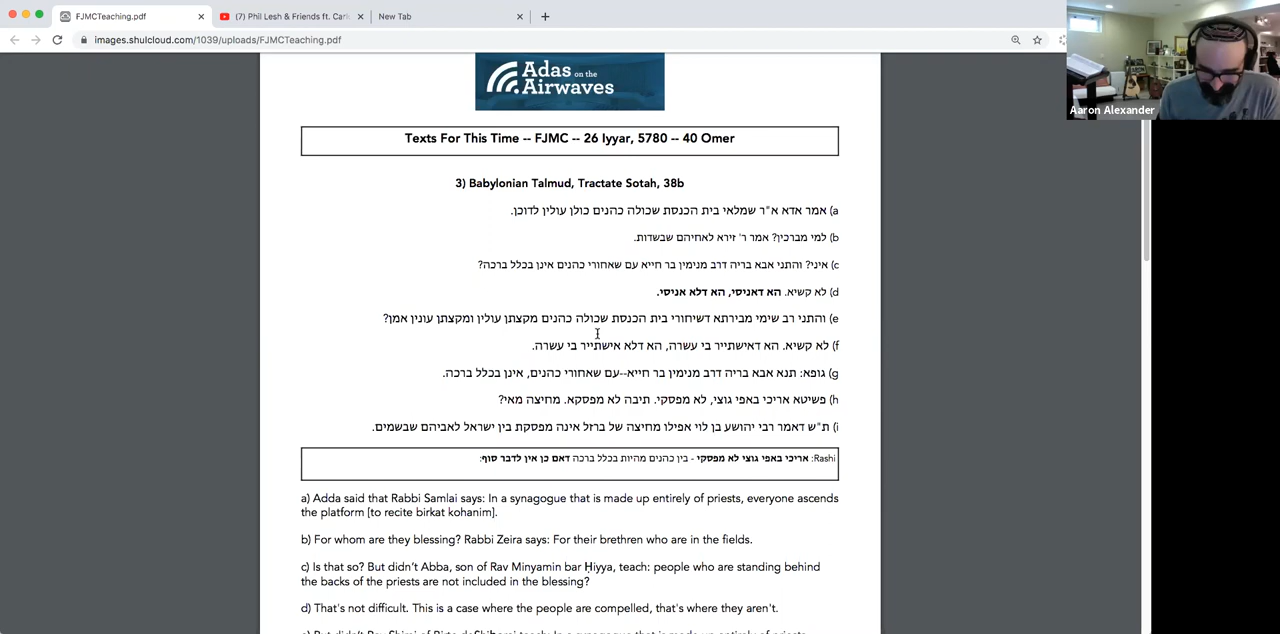 FJMCTeaching.pdf
(7) Phil Lesh & Friends ft. Carlo
New Tab
images.shulcloud.com/1039/uploads/FJMCTeaching.pdf
Aaron Alexander
Adas on the
Airwaves
Texts For This Time -- FJMC -- 26 Iyyar, 5780 -- 40 Omer
3) Babylonian Talmud, Tractate Sotah, 38b
a) אמר אדא א"ר שמלאי בית הכנסת שכולה כהנים כולן עולין לדוכן.
b) למי מברכין? אמר ר' זירא לאחיהם שבשדות.
c) איני? והתני אבא בריה דרב מנימין בר חייא עם שאחורי כהנים אינן בכלל ברכה?
d) לא קשיא. הא דאניסי, הא דלא אניסי.
e) והתני רב שימי מבירתא דשיחורי בית הכנסת שכולה כהנים מקצתן עולין ומקצתן עונין אמן?
f) לא קשיא. הא דאישתייר בי עשרה, הא דלא אישתייר בי עשרה.
g) גופא: תנא אבא בריה דרב מנימין בר חייא--עם שאחורי כהנים, אינן בכלל ברכה.
h) פשיטא אריכי באפי גוצי, לא מפסקי. תיבה לא מפסקא. מחיצה מאי?
i) ת"ש דאמר רבי יהושע בן לוי אפילו מחיצה של ברזל אינה מפסקת בין ישראל לאביהם שבשמים.
Rashi: אריכי באפי גוצי לא מפסקי - בין כהנים מהיות בכלל ברכה דאם כן אין לדבר סוף:
a) Adda said that Rabbi Samlai says: In a synagogue that is made up entirely of priests, everyone ascends
the platform [to recite birkat kohanim].
b) For whom are they blessing? Rabbi Zeira says: For their brethren who are in the fields.
c) Is that so? But didn't Abba, son of Rav Minyamin bar Ḥiyya, teach: people who are standing behind
the backs of the priests are not included in the blessing?
d) That's not difficult. This is a case where the people are compelled, that's where they aren't.